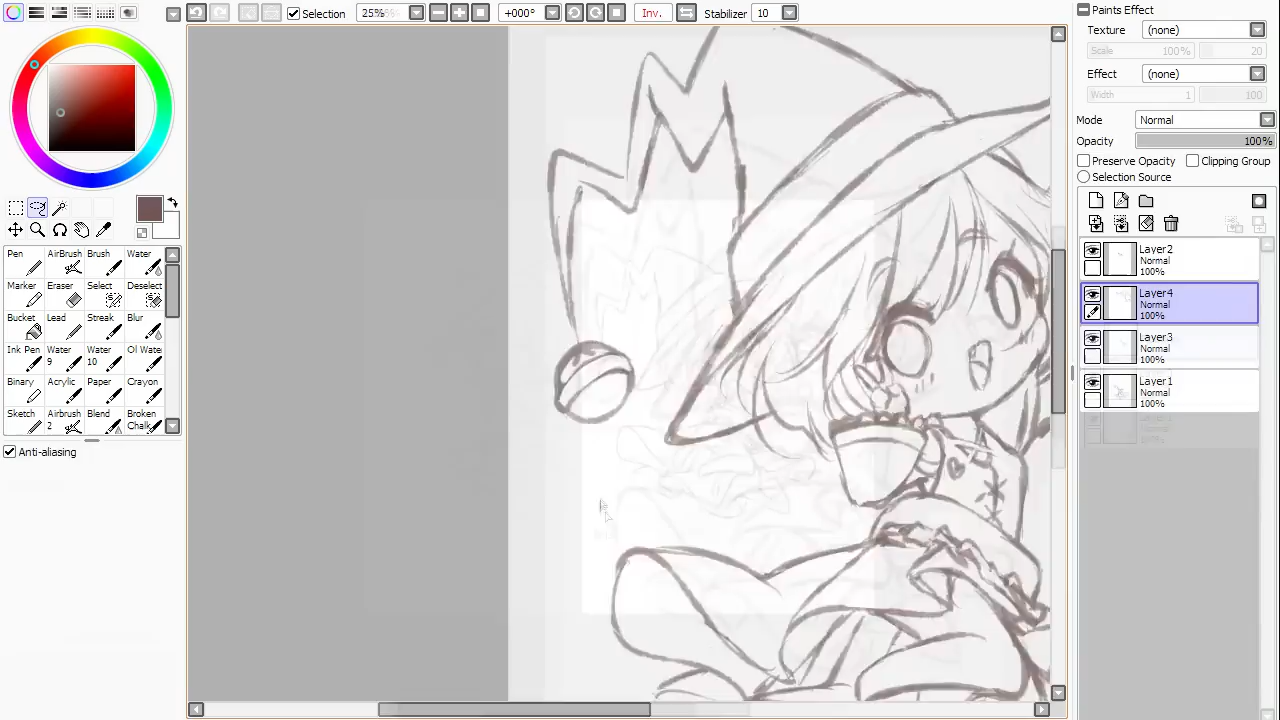 Selection
25%
+000°
Inv.
Stabilizer 10
Paints Effect
Texture (none)
Scale 100% 20
Effect (none)
Width 1 100
Mode Normal
Opacity 100%
Preserve Opacity Clipping Group
Selection Source
Layer2
Normal
100%
Layer4
Normal
100%
Layer3
Normal
100%
Layer1
Normal
100%
Pen AirBrush Brush Water
Marker Eraser Select Deselect
Bucket Lead Streak Blur
Ink Pen Water 9 Water 10 Oil Water
Binary Acrylic Paper Crayon
Sketch Airbrush 2 Blend Broken Chalk
Anti-aliasing